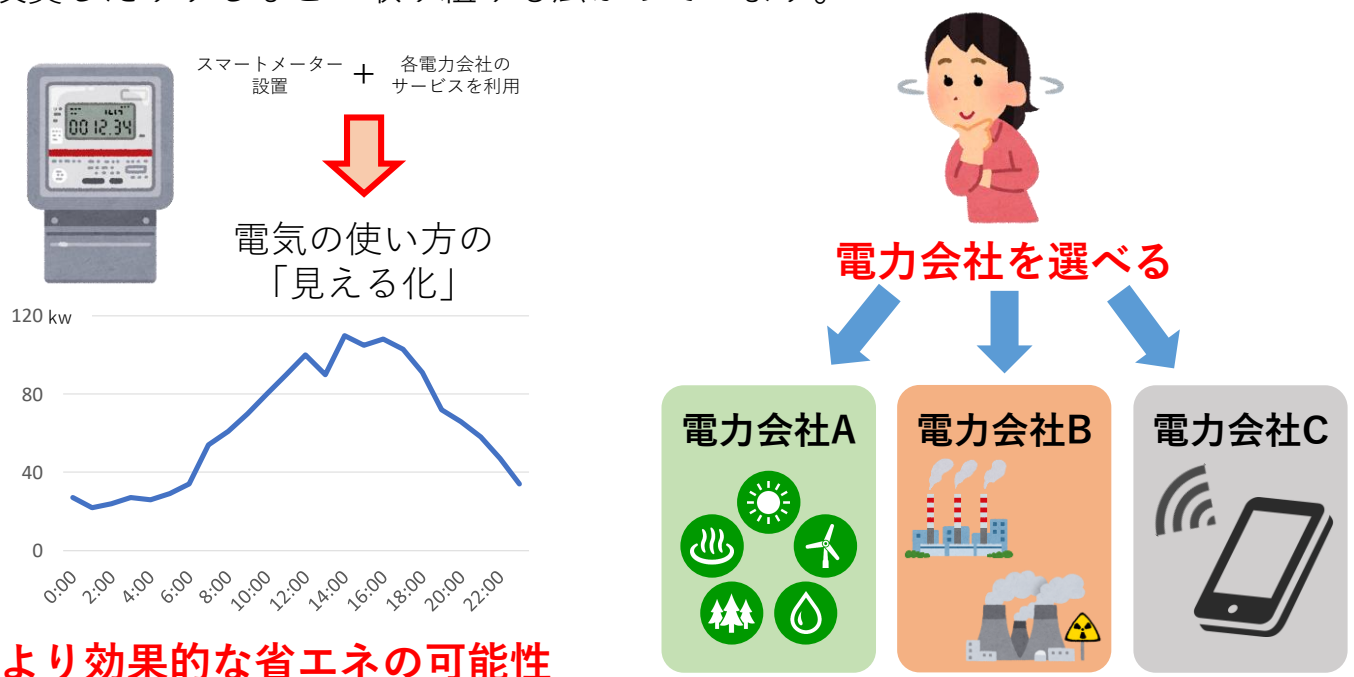 スマートメーター
設置
+
各電力会社の
サービスを利用
電気の使い方の
「見える化」
120 kw
80
40
0
0:00 2:00 4:00 6:00 8:00 10:00 12:00 14:00 16:00 18:00 20:00 22:00
より効果的な省エネの可能性
0012.34
電力会社を選べる
電力会社A
電力会社B
電力会社C